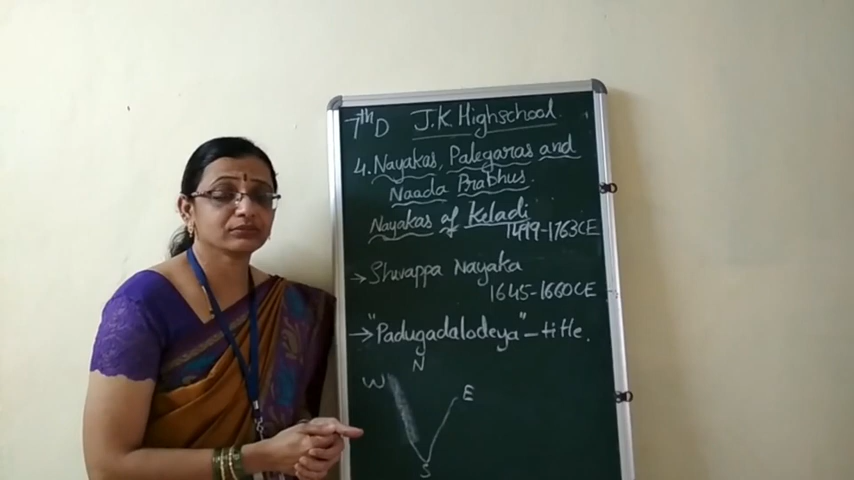 7th D J.K Highschool
4. Nayakas, Palegaras and
Naada Prabhus.
Nayakas of Keladi
1499-1763CE
→ Shivappa Nayaka
1645-1660CE
→ "Padugadalodeya" - title.
N
W E
S